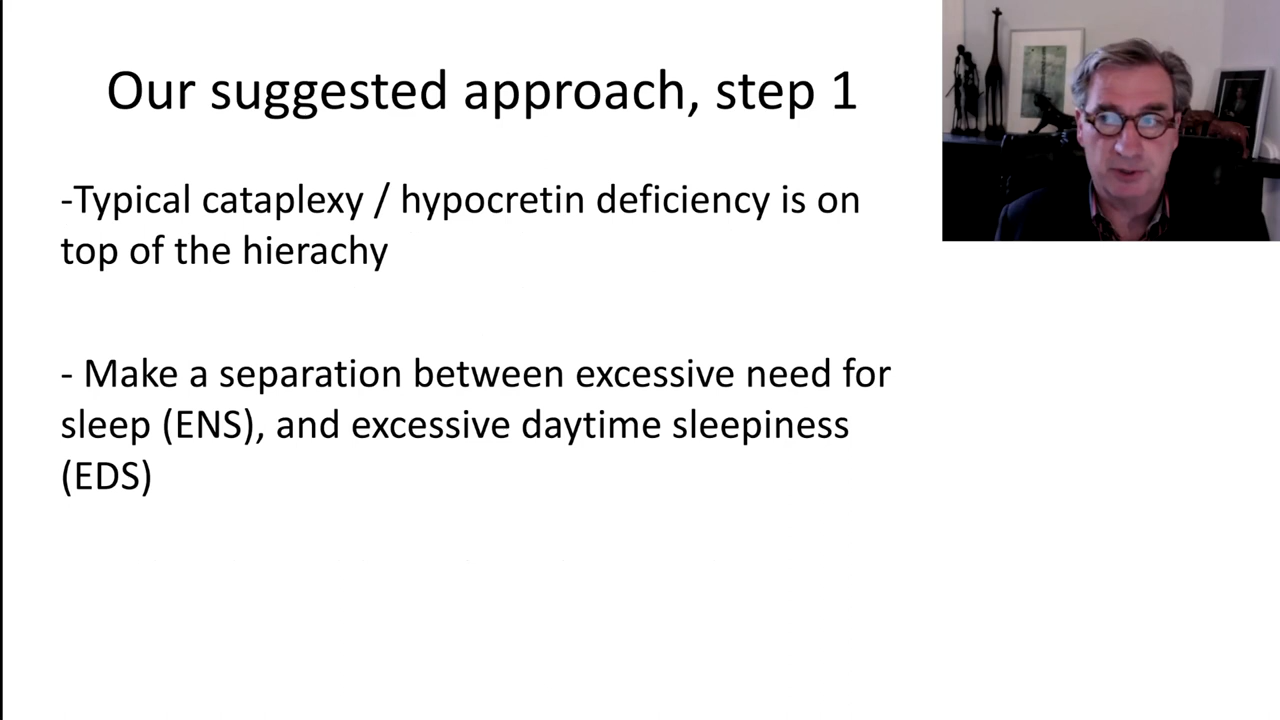 Our suggested approach, step 1
-Typical cataplexy / hypocretin deficiency is on
top of the hierachy
- Make a separation between excessive need for
sleep (ENS), and excessive daytime sleepiness
(EDS)